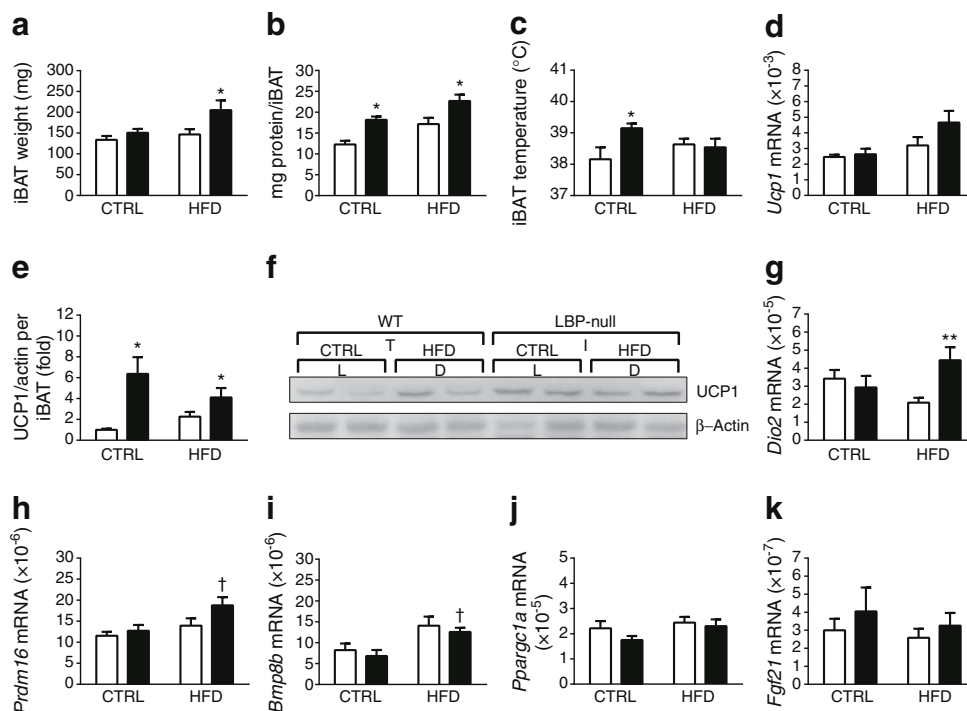 a
iBAT weight (mg)
300
250
200
150
100
50
0
*
CTRL HFD
b
mg protein/iBAT
30
25
20
15
10
5
0
* *
CTRL HFD
c
iBAT temperature (°C)
41
40
39
38
37
*
CTRL HFD
d
Ucp1 mRNA (×10-3)
8
6
4
2
0
CTRL HFD
e
UCP1/actin per
iBAT (fold)
12
10
8
6
4
2
0
* *
CTRL HFD
f
WT LBP-null
T I
CTRL HFD CTRL HFD
L D L D
UCP1
β–Actin
g
Dio2 mRNA (×10-5)
7
6
5
4
3
2
1
0
**
CTRL HFD
h
Prdm16 mRNA (×10-6)
30
25
20
15
10
5
0
†
CTRL HFD
i
Bmp8b mRNA (×10-6)
30
25
20
15
10
5
0
†
CTRL HFD
j
Ppargc1a mRNA
(×10-5)
5
4
3
2
1
0
CTRL HFD
k
Fgf21 mRNA (×10-7)
7
6
5
4
3
2
1
0
CTRL HFD